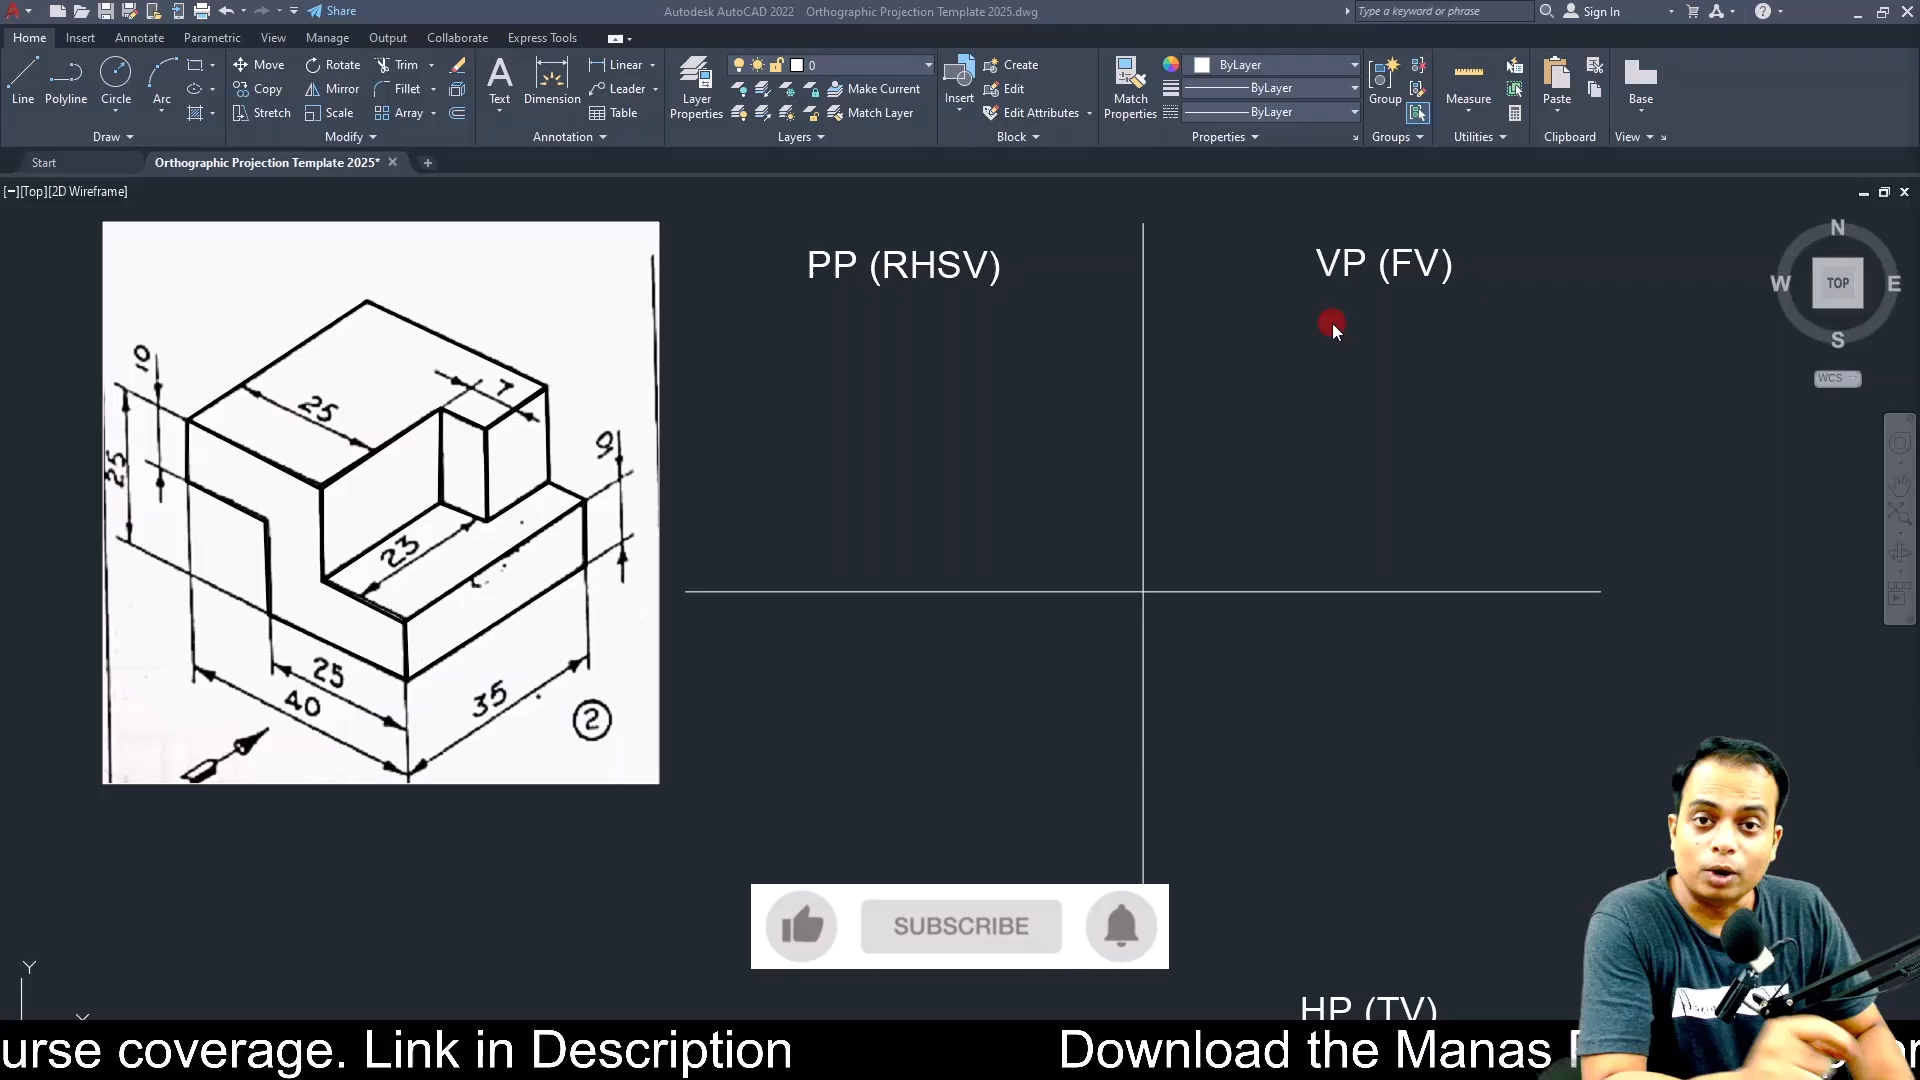 Share
Autodesk AutoCAD 2022 Orthographic Projection Template 2025.dwg
Type a keyword or phrase
Sign In
Home Insert Annotate Parametric View Manage Output Collaborate Express Tools
Line Polyline Circle Arc
Move Rotate Trim
Copy Mirror Fillet
Stretch Scale Array
Text Dimension
Linear
Leader
Table
Layer Properties
0
Make Current
Match Layer
Insert
Create
Edit
Edit Attributes
Match Properties
ByLayer
ByLayer
ByLayer
Group
Measure
Paste
Base
Draw Modify Annotation Layers Block Properties Groups Utilities Clipboard View
Start Orthographic Projection Template 2025*
[−][Top][2D Wireframe]
PP (RHSV)
VP (FV)
N
W TOP E
S
WCS
10
25
7
25
10
23
25
40
35
2
SUBSCRIBE
Y
HP (TV)
urse coverage. Link in Description Download the Manas